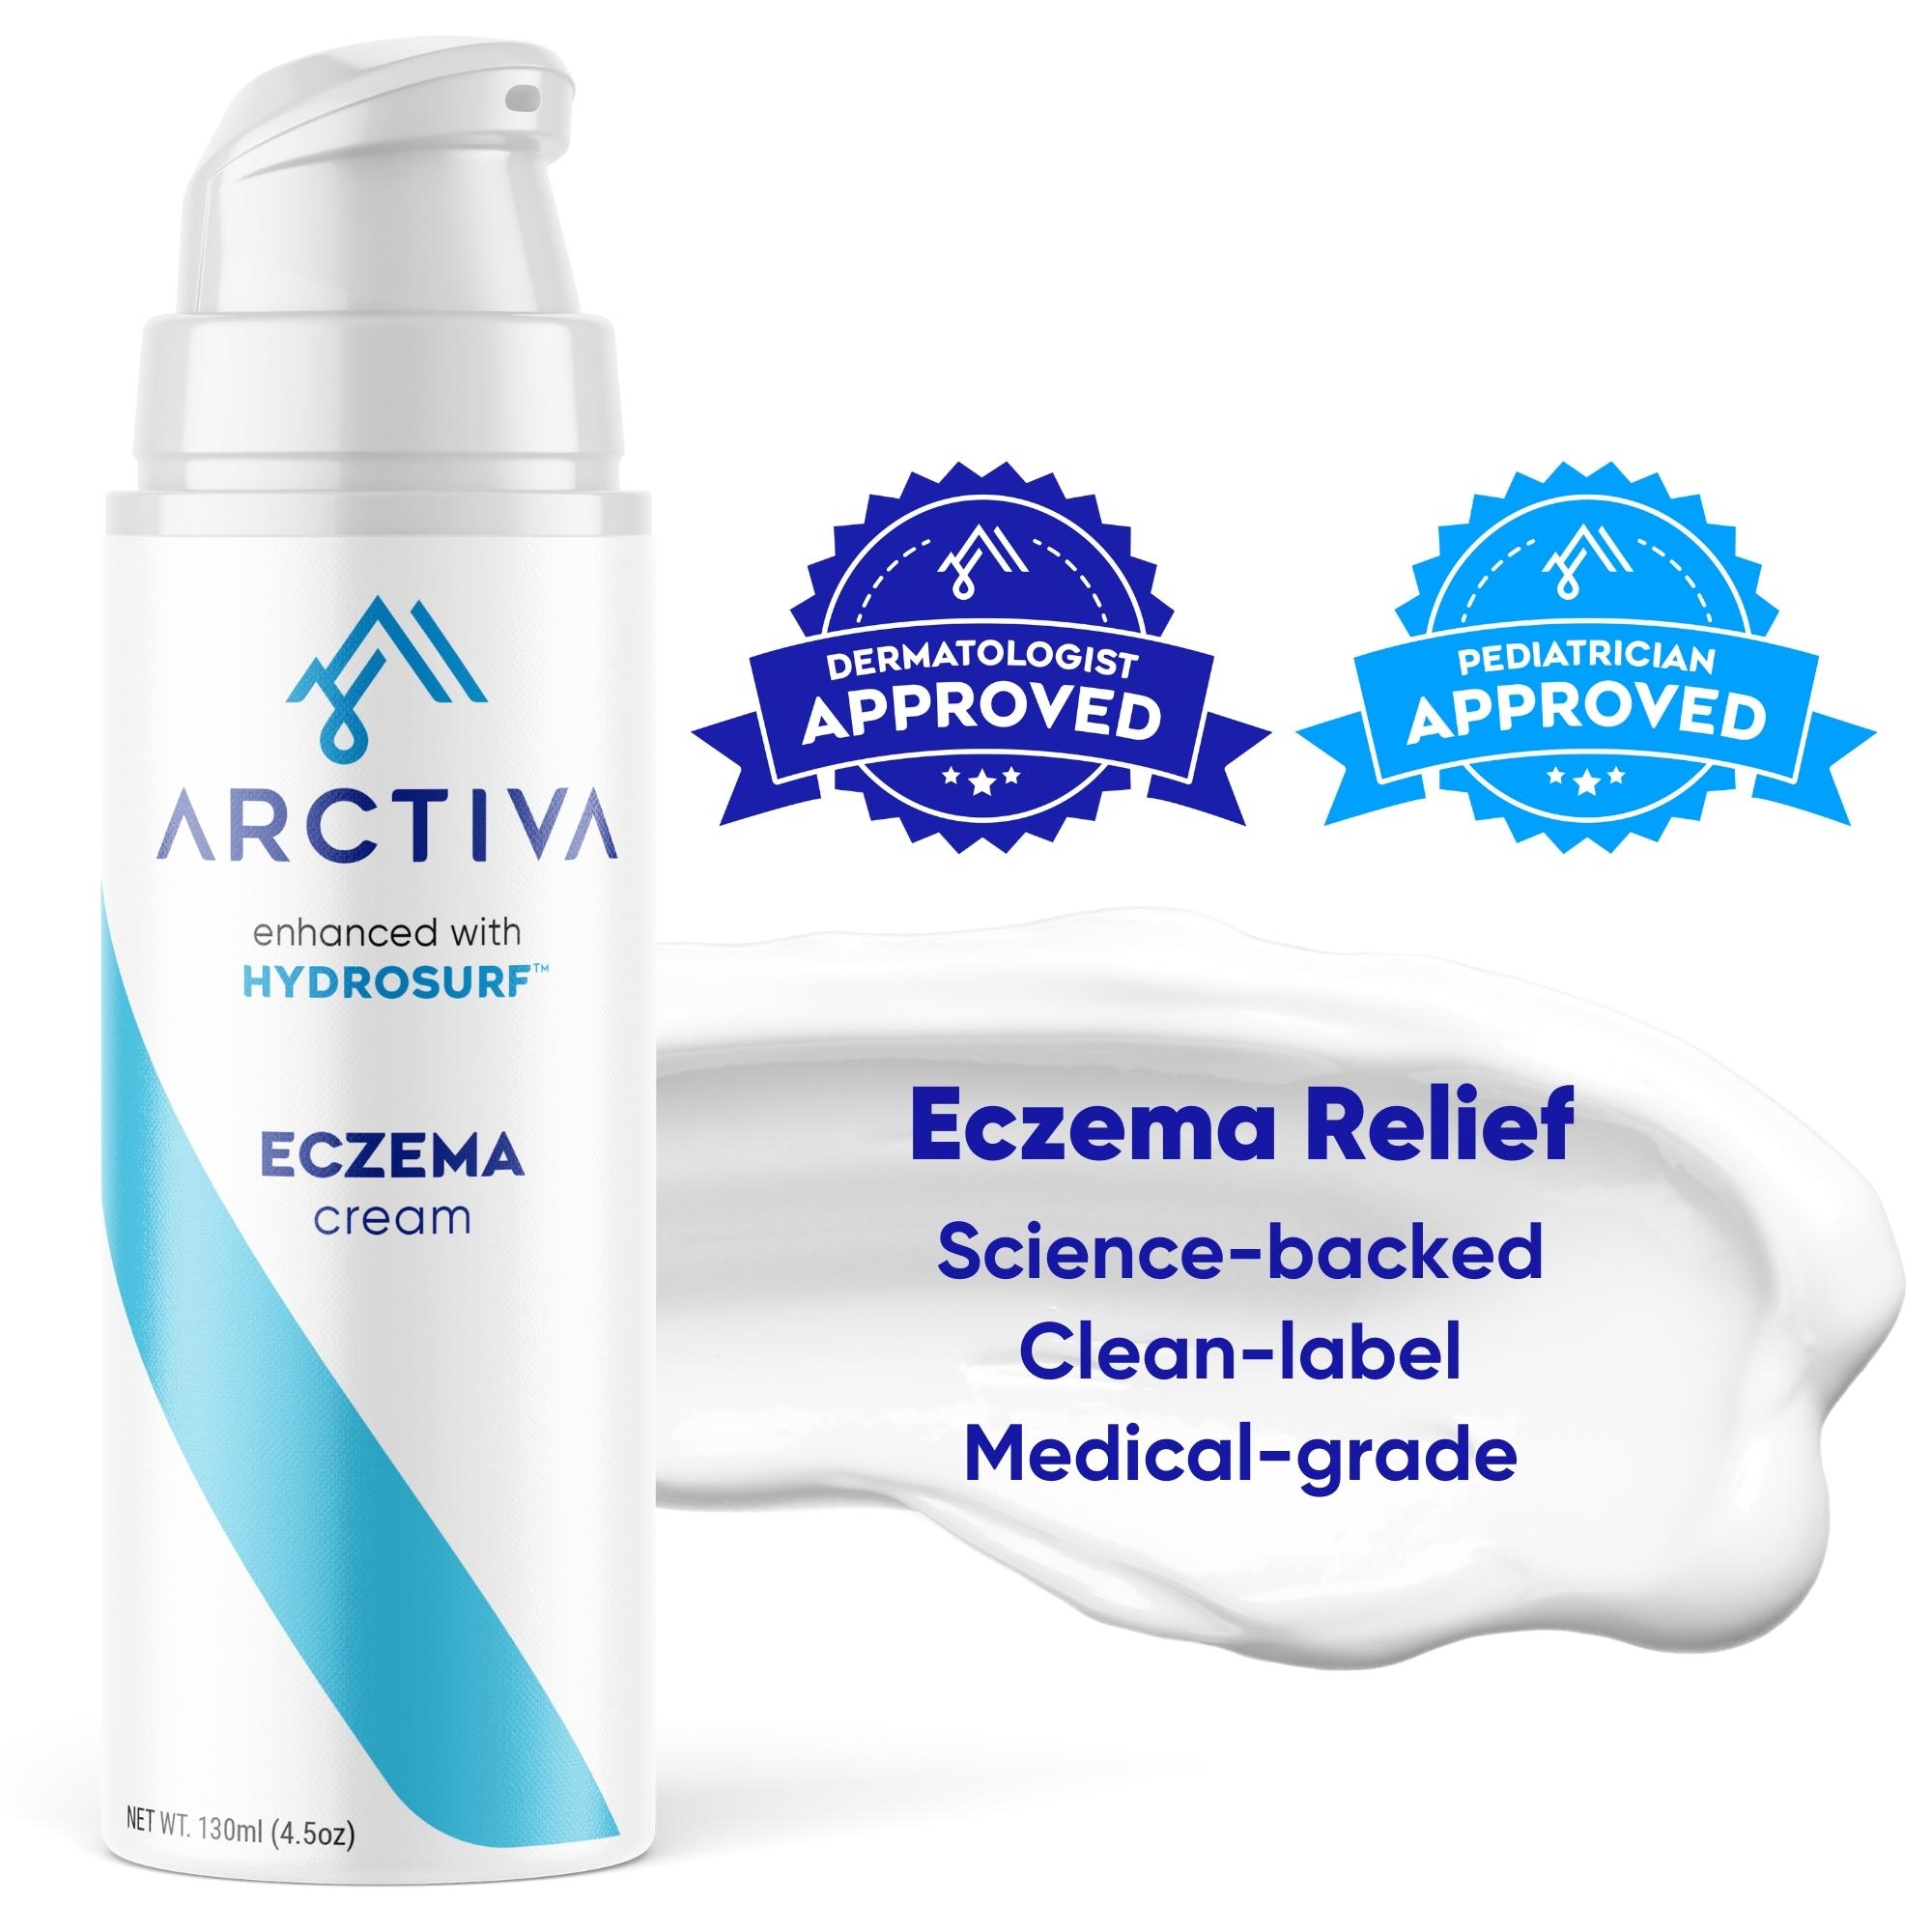 ARCTIVA
enhanced with
HYDROSURF™
ECZEMA
cream
NET WT. 130ml (4.5oz)
DERMATOLOGIST
APPROVED
PEDIATRICIAN
APPROVED
Eczema Relief
Science-backed
Clean-label
Medical-grade